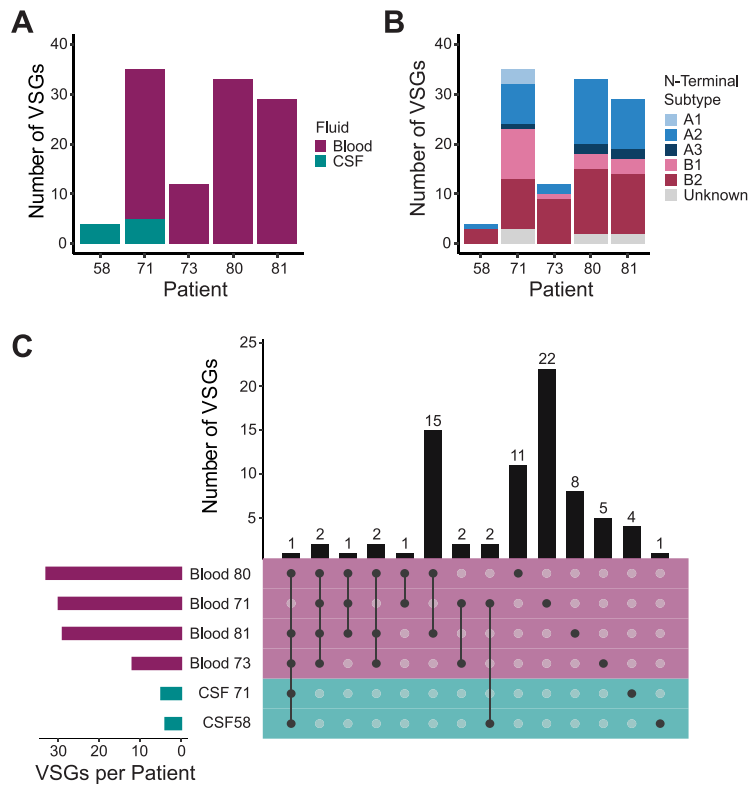 A
Number of VSGs
40
30
20
10
0
58 71 73 80 81
Patient
Fluid
Blood
CSF
B
Number of VSGs
40
30
20
10
0
58 71 73 80 81
Patient
N-Terminal
Subtype
A1
A2
A3
B1
B2
Unknown
C
Number of VSGs
25
20
15
10
5
1 2 1 2 1 15 2 2 11 22 8 5 4 1
Blood 80
Blood 71
Blood 81
Blood 73
CSF 71
CSF58
30 20 10 0
VSGs per Patient